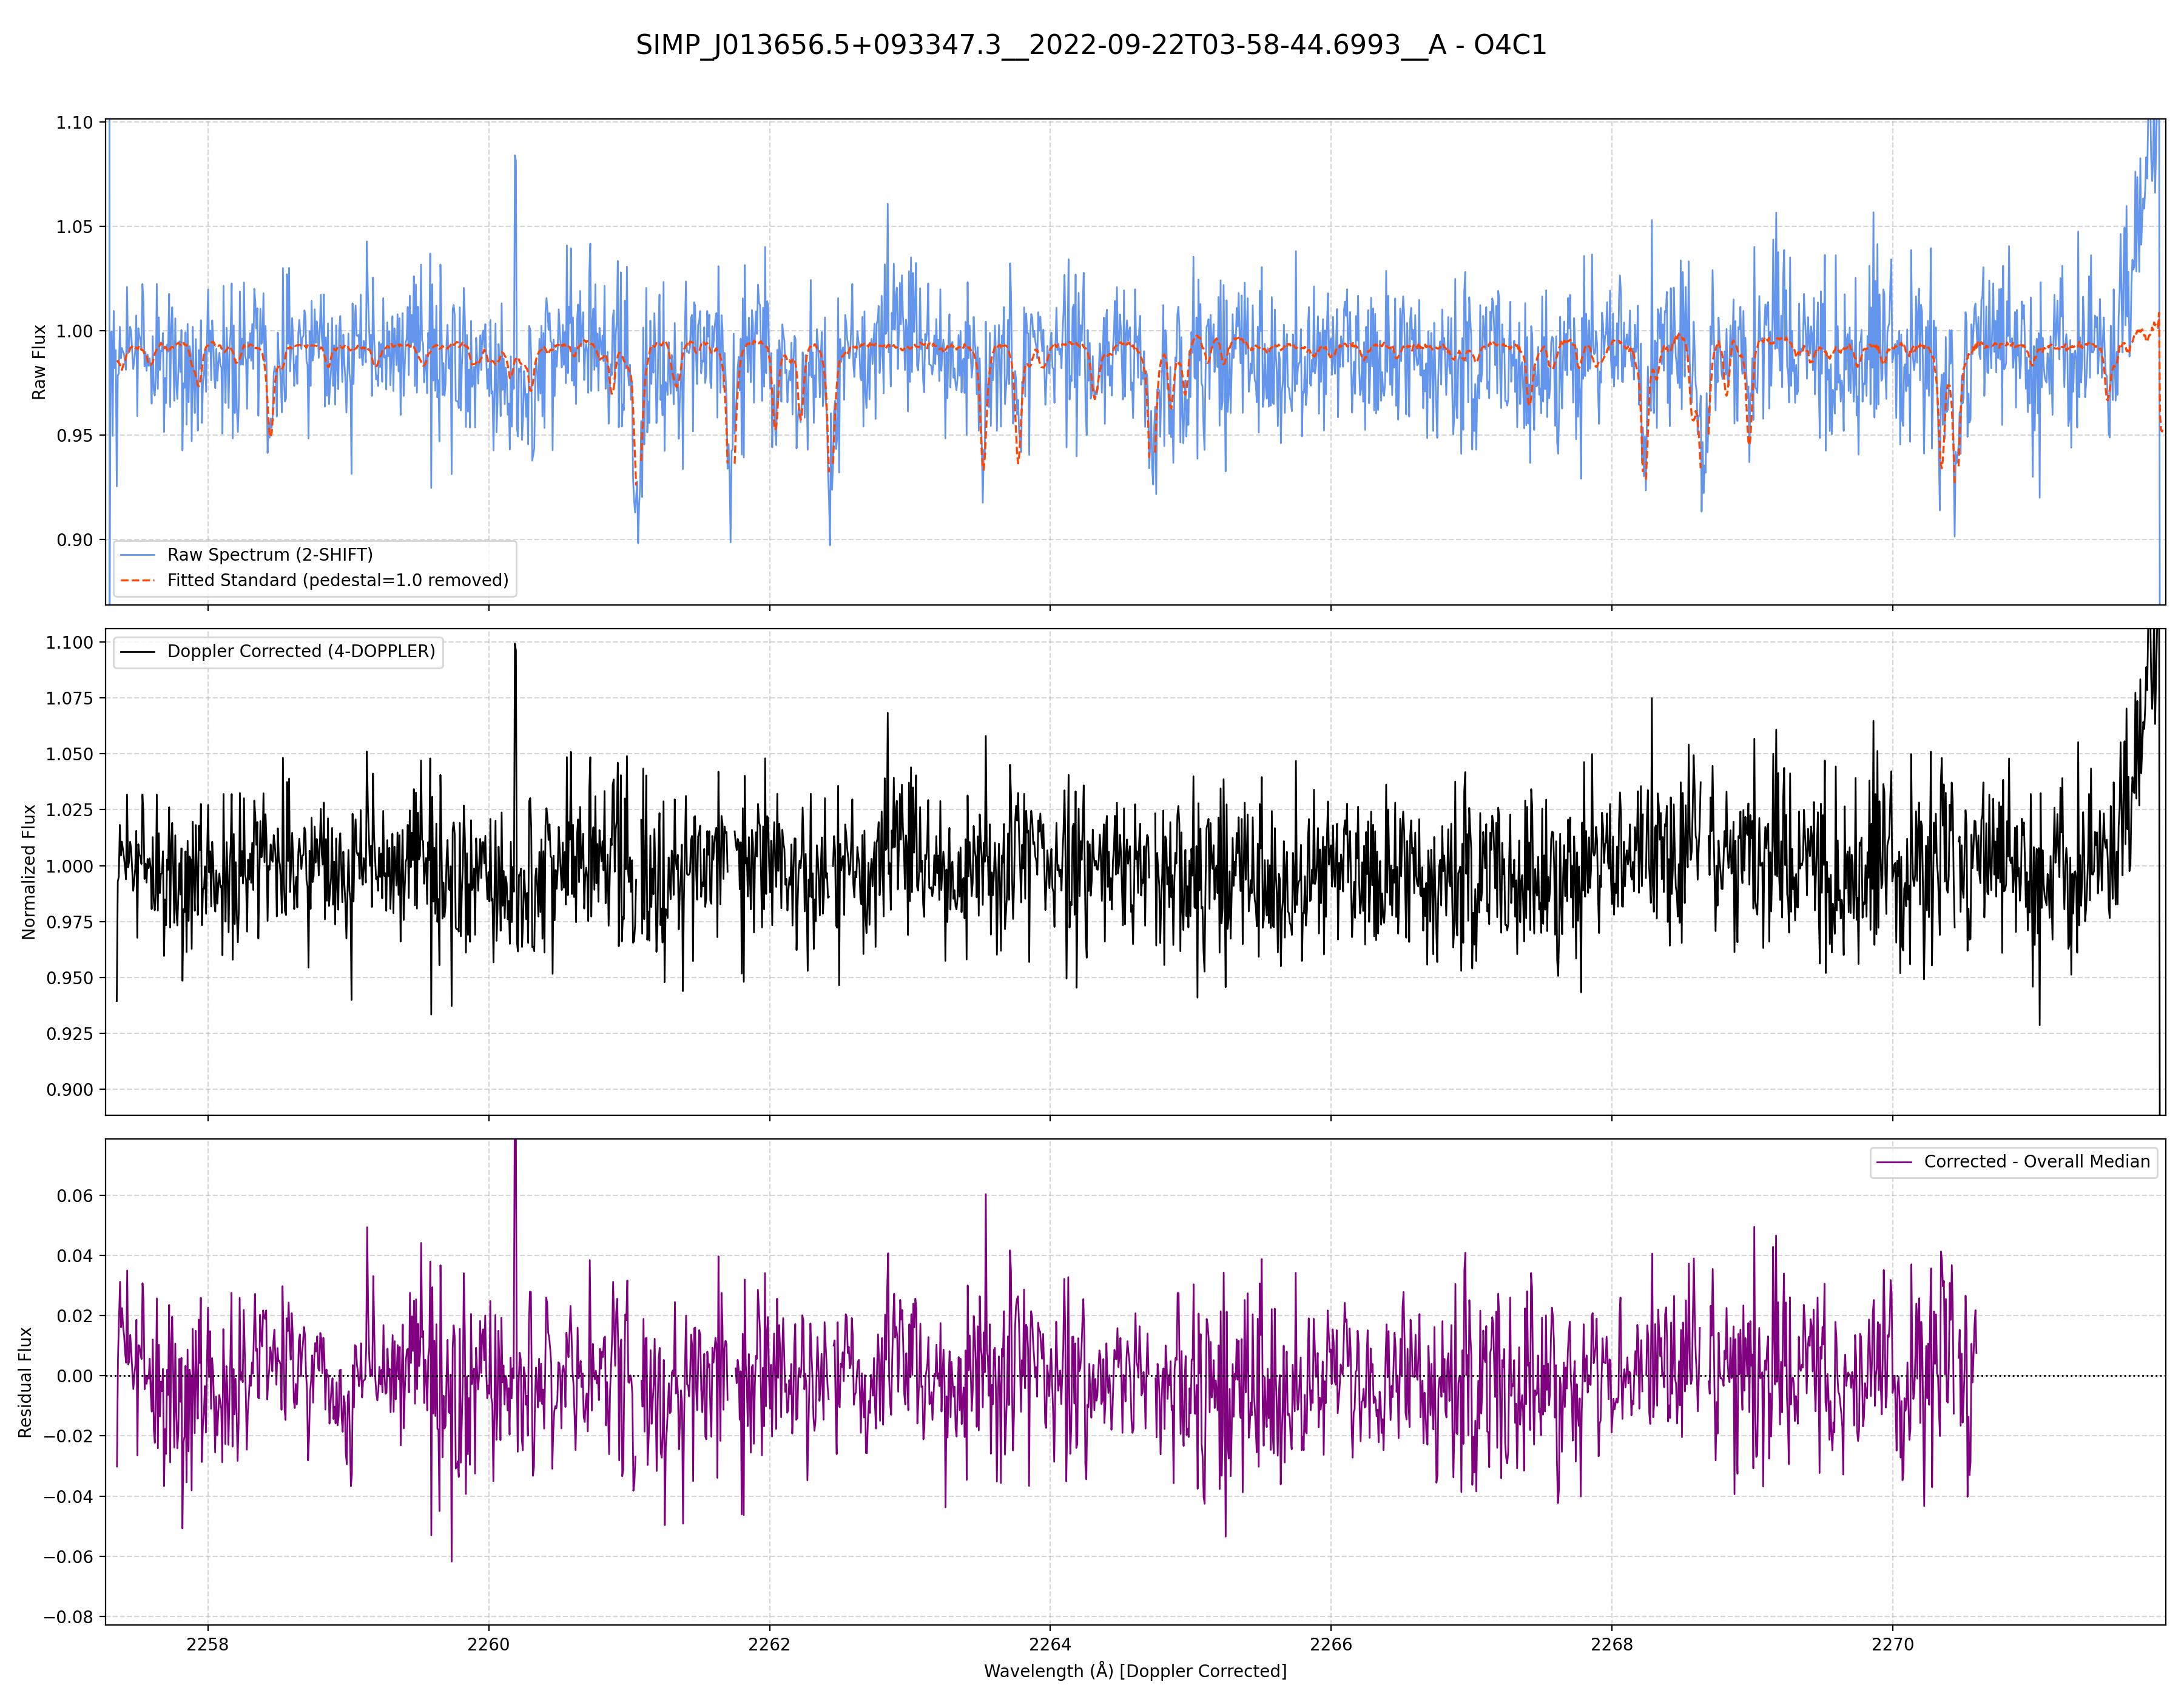 SIMP_J013656.5+093347.3__2022-09-22T03-58-44.6993__A - O4C1
1.10
1.05
1.00
0.95
0.90
Raw Flux
Raw Spectrum (2-SHIFT)
Fitted Standard (pedestal=1.0 removed)
1.100
1.075
1.050
1.025
1.000
0.975
0.950
0.925
0.900
Normalized Flux
Doppler Corrected (4-DOPPLER)
0.06
0.04
0.02
0.00
−0.02
−0.04
−0.06
−0.08
Residual Flux
Corrected - Overall Median
2258 2260 2262 2264 2266 2268 2270
Wavelength (Å) [Doppler Corrected]